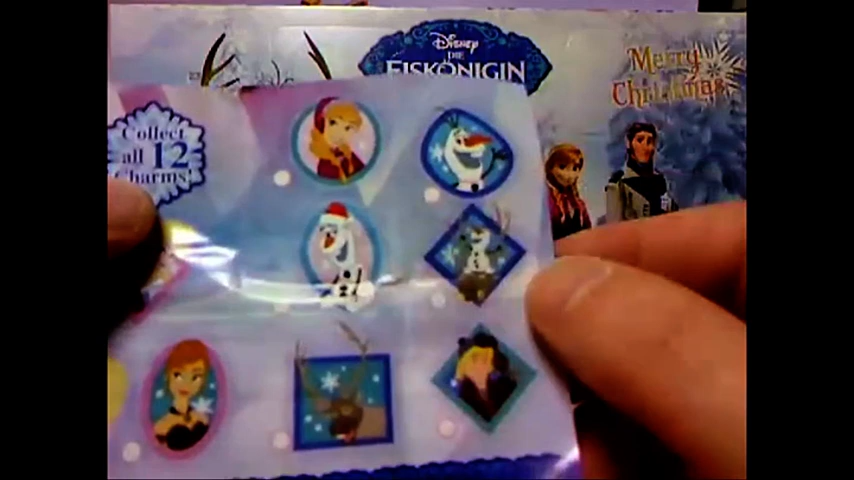 Disney
DIE
EISKÖNIGIN
Merry
Christmas
Collect
all 12
Charms!